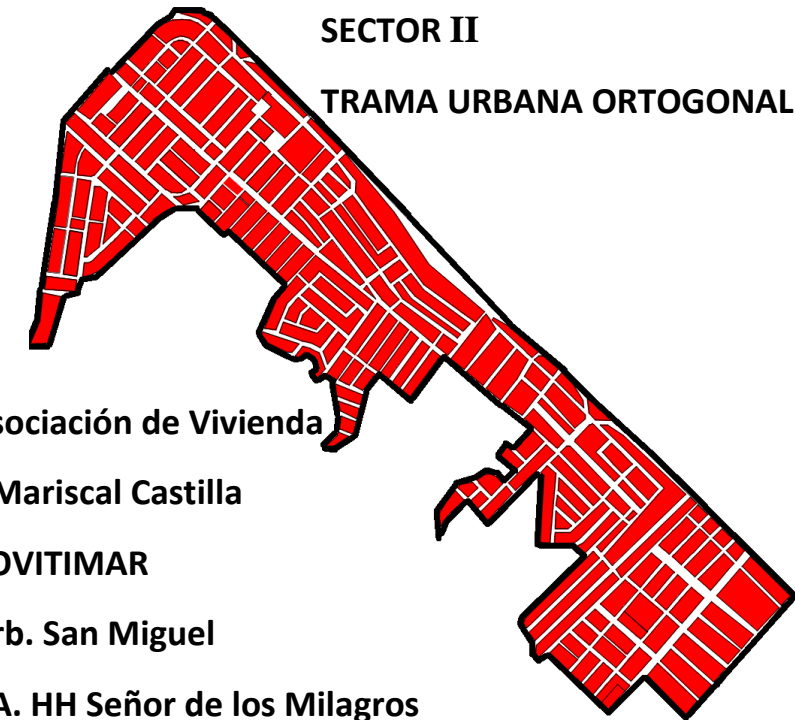 SECTOR II
TRAMA URBANA ORTOGONAL
sociación de Vivienda
Mariscal Castilla
OVITIMAR
rb. San Miguel
A. HH Señor de los Milagros